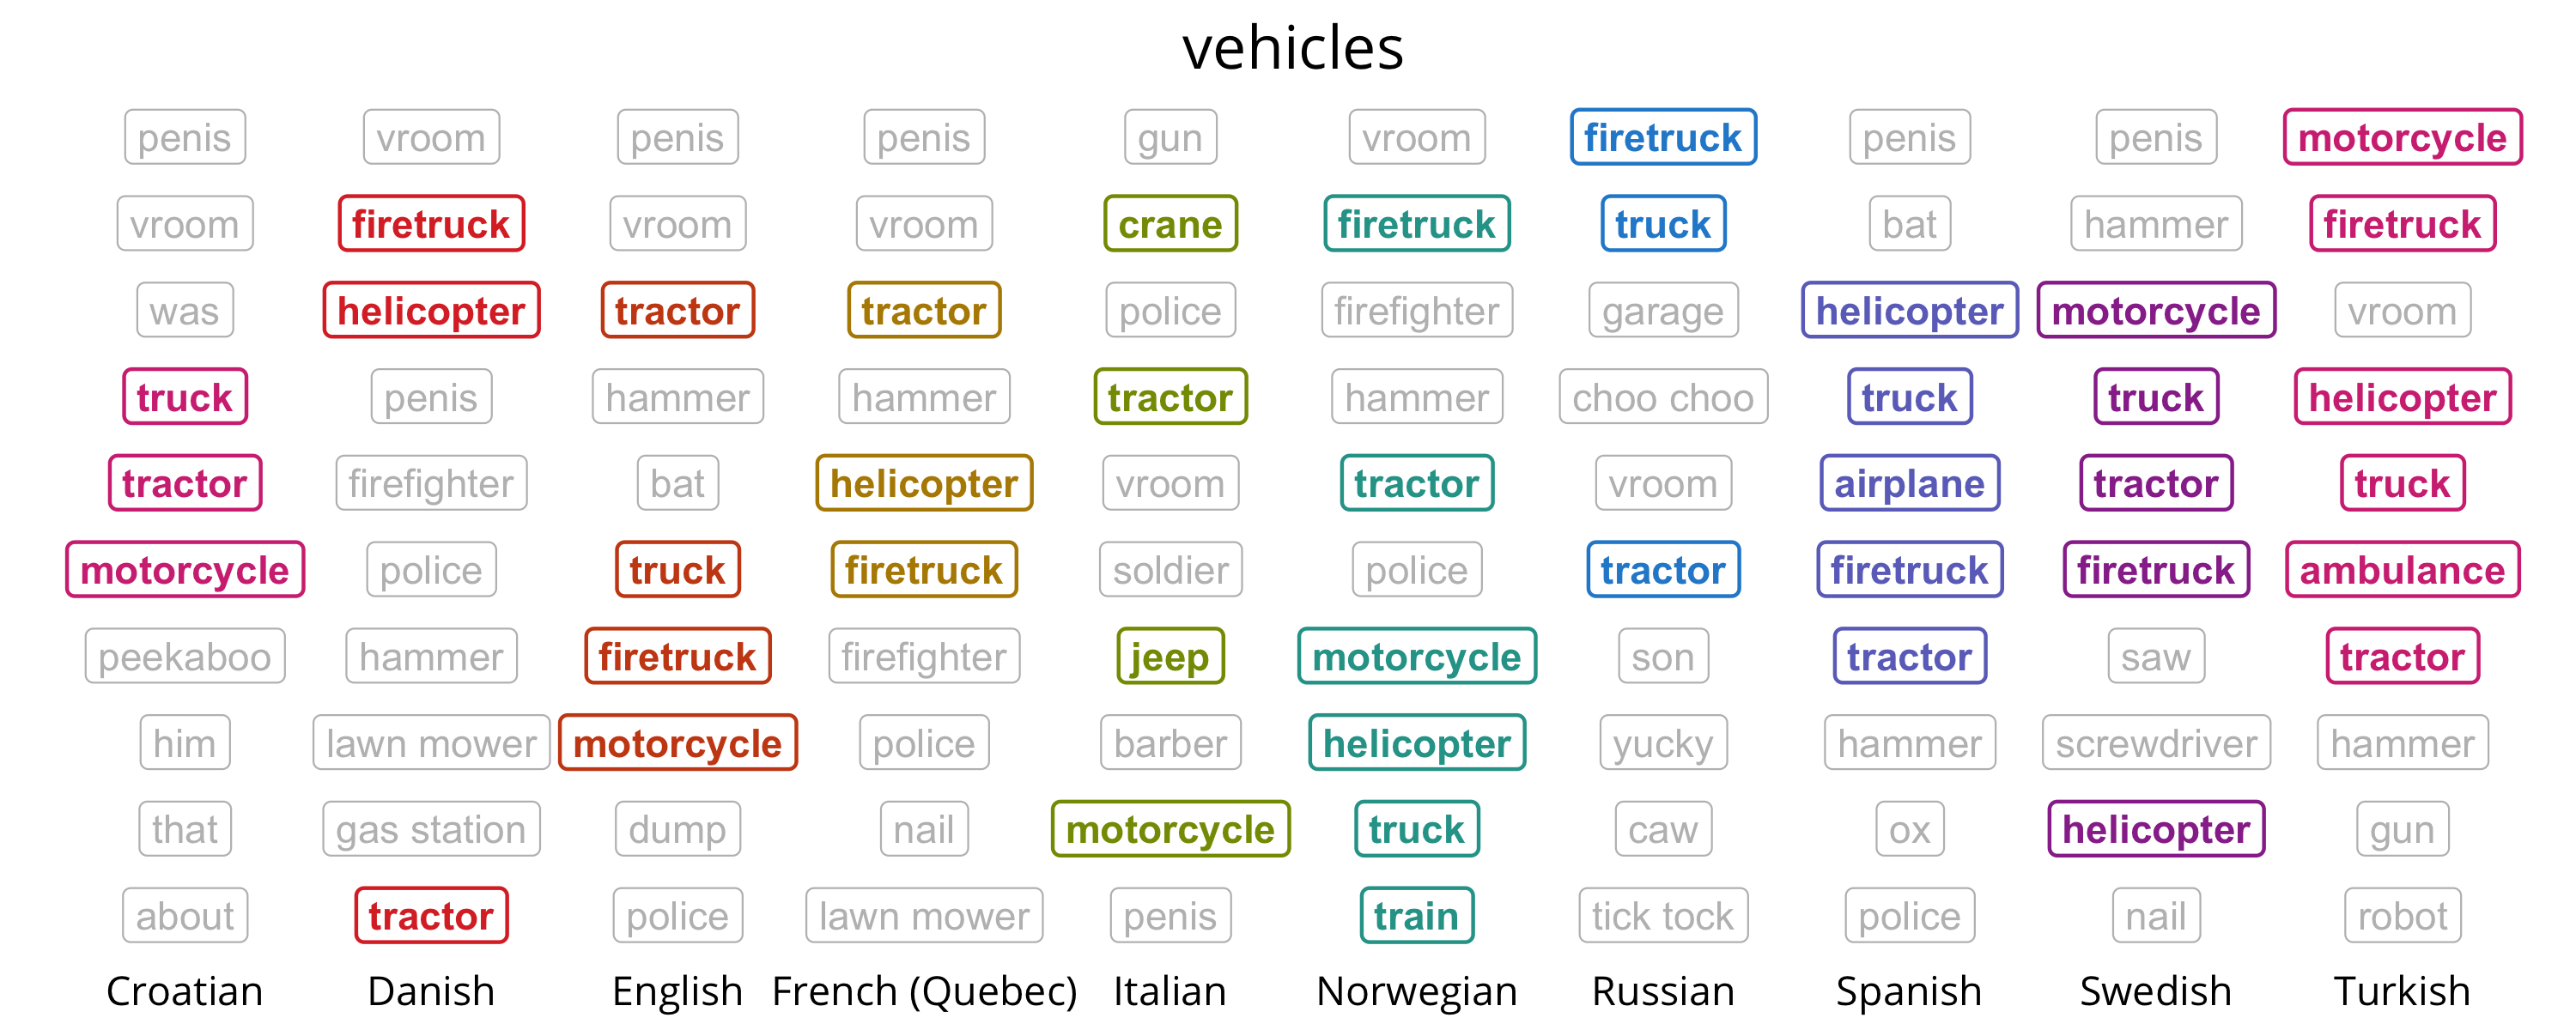 vehicles
penis vroom penis penis gun vroom firetruck penis penis motorcycle
vroom firetruck vroom vroom crane firetruck truck bat hammer firetruck
was helicopter tractor tractor police firefighter garage helicopter motorcycle vroom
truck penis hammer hammer tractor hammer choo choo truck truck helicopter
tractor firefighter bat helicopter vroom tractor vroom airplane tractor truck
motorcycle police truck firetruck soldier police tractor firetruck firetruck ambulance
peekaboo hammer firetruck firefighter jeep motorcycle son tractor saw tractor
him lawn mower motorcycle police barber helicopter yucky hammer screwdriver hammer
that gas station dump nail motorcycle truck caw ox helicopter gun
about tractor police lawn mower penis train tick tock police nail robot
Croatian Danish English French (Quebec) Italian Norwegian Russian Spanish Swedish Turkish